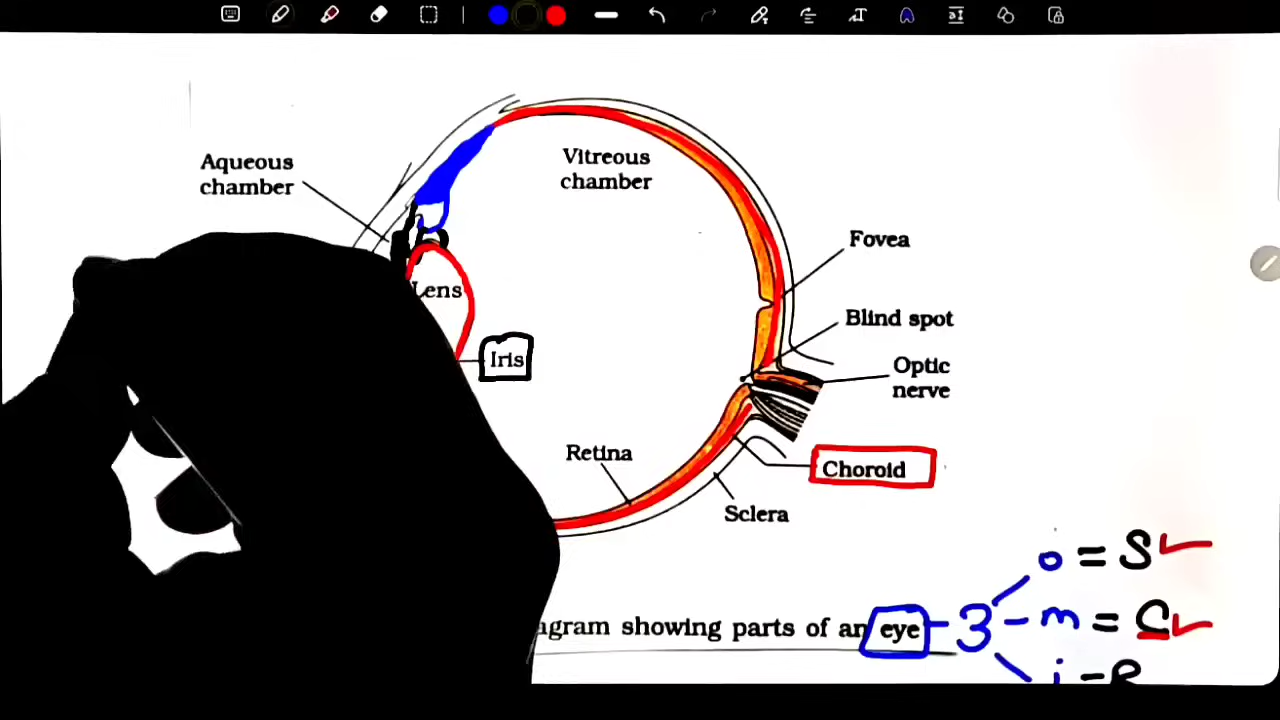 Aqueous
chamber
Vitreous
chamber
Fovea
Lens
Blind spot
Iris
Optic
nerve
Retina
Choroid
Sclera
o = S
agram showing parts of an eye - 3 - m = C
i - R